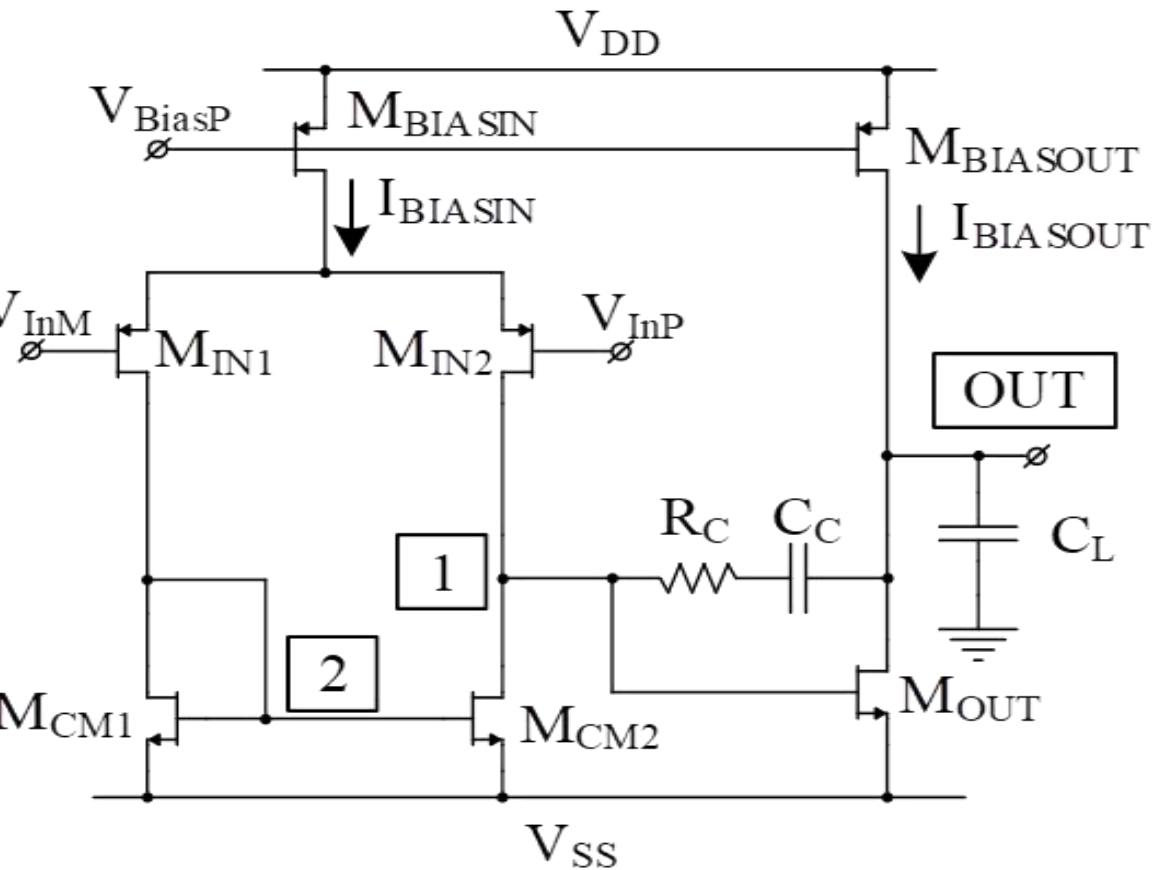 VDD
VBiasP
MBIASIN
MBIASOUT
IBIASIN
IBIASOUT
VInM
MIN1
MIN2
VInP
OUT
RC
CC
CL
1
2
MCM1
MCM2
MOUT
VSS